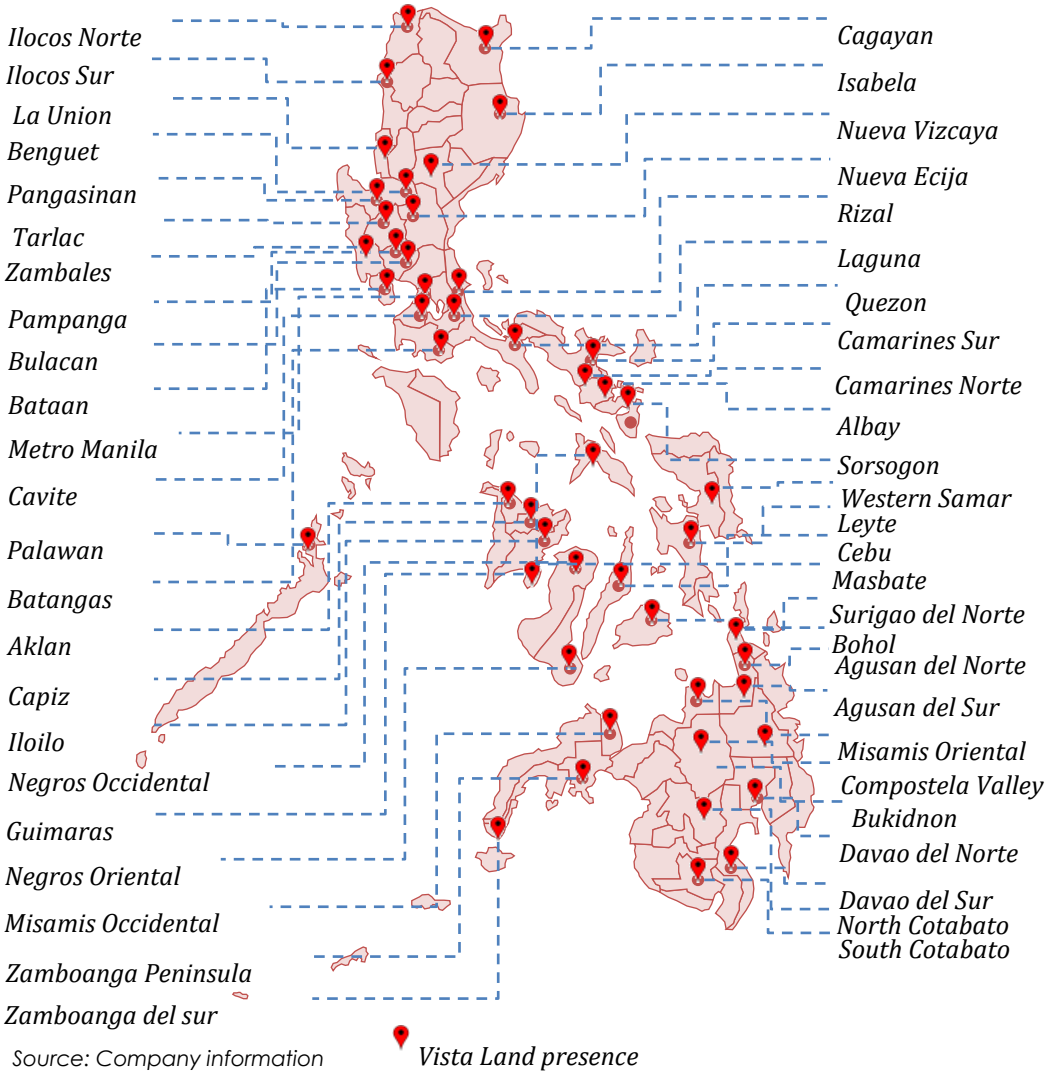 Ilocos Norte
Ilocos Sur
La Union
Benguet
Pangasinan
Tarlac
Zambales
Pampanga
Bulacan
Bataan
Metro Manila
Cavite
Palawan
Batangas
Aklan
Capiz
Iloilo
Negros Occidental
Guimaras
Negros Oriental
Misamis Occidental
Zamboanga Peninsula
Zamboanga del sur
Cagayan
Isabela
Nueva Vizcaya
Nueva Ecija
Rizal
Laguna
Quezon
Camarines Sur
Camarines Norte
Albay
Sorsogon
Western Samar
Leyte
Cebu
Masbate
Surigao del Norte
Bohol
Agusan del Norte
Agusan del Sur
Misamis Oriental
Compostela Valley
Bukidnon
Davao del Norte
Davao del Sur
North Cotabato
South Cotabato
Source: Company information
Vista Land presence